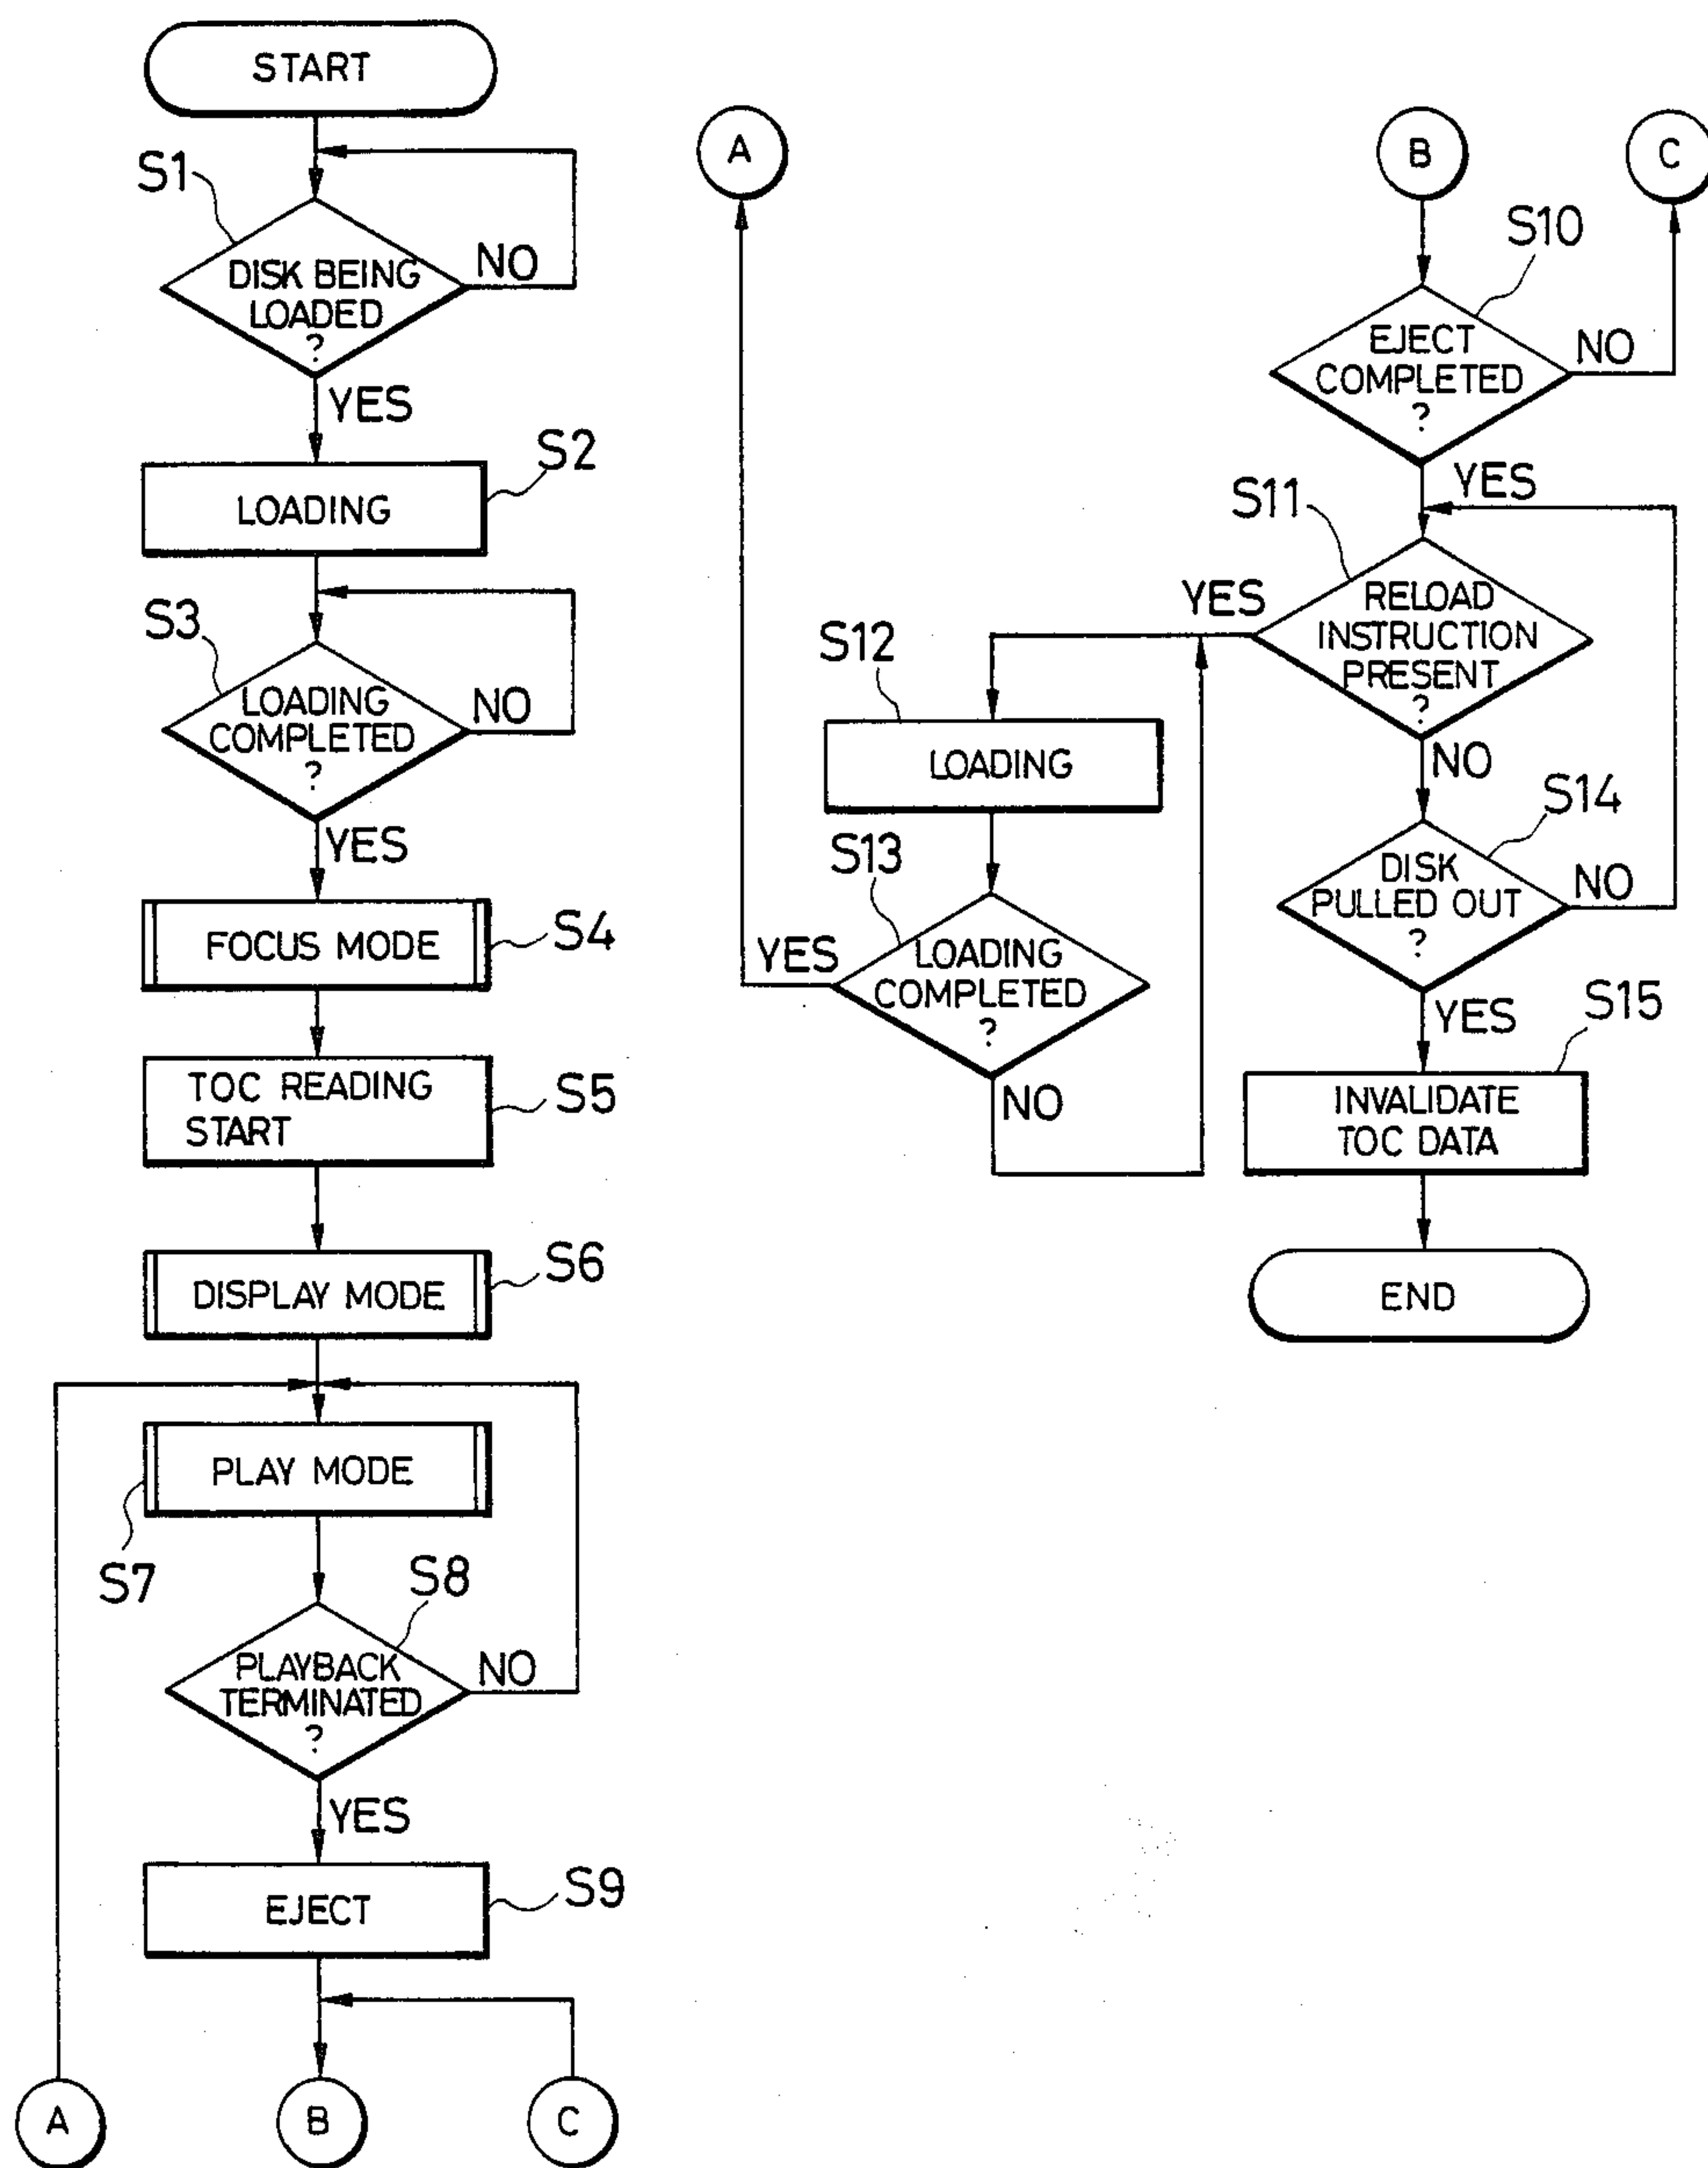 START
S1
DISK BEING
LOADED
?
NO
YES
S2
LOADING
S3
LOADING
COMPLETED
?
NO
YES
FOCUS MODE
S4
TOC READING
START
S5
DISPLAY MODE
S6
PLAY MODE
S7
S8
PLAYBACK
TERMINATED
?
NO
YES
EJECT
S9
A
B
C
A
B
C
S10
EJECT
COMPLETED
?
NO
YES
S11
RELOAD
INSTRUCTION
PRESENT
?
YES
NO
S12
LOADING
S13
LOADING
COMPLETED
?
YES
NO
S14
DISK
PULLED OUT
?
NO
YES
S15
INVALIDATE
TOC DATA
END